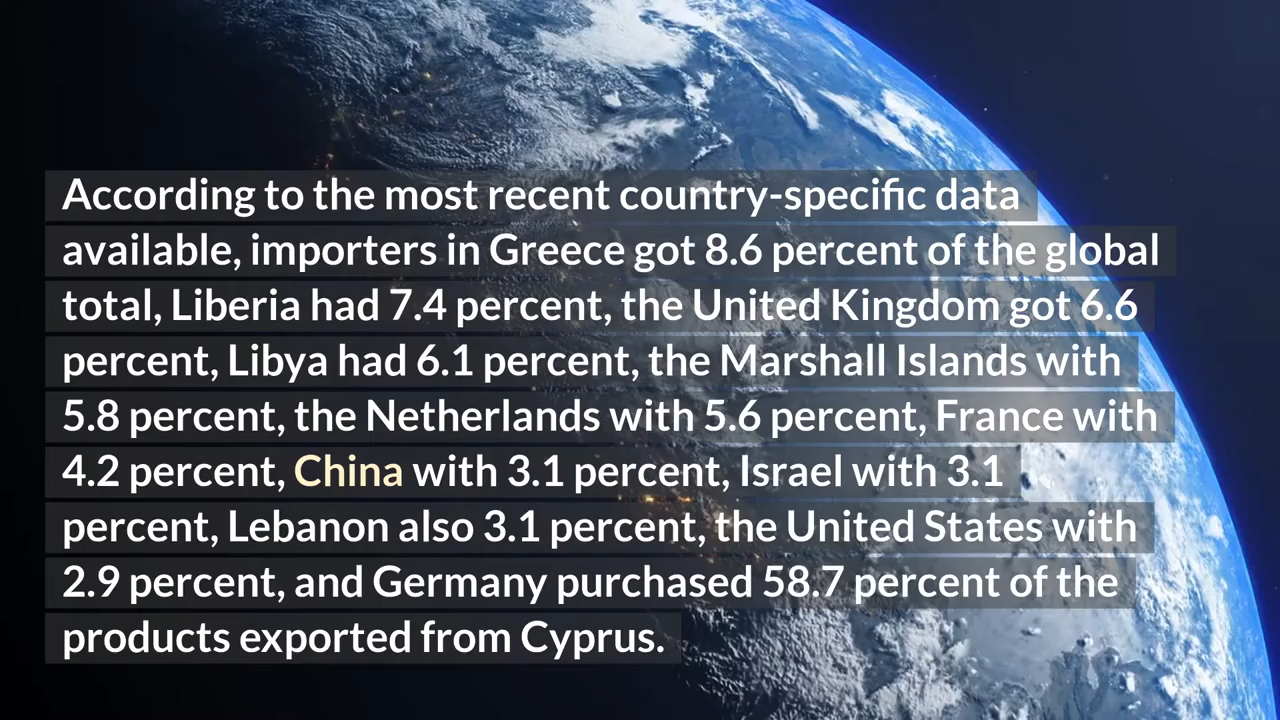 According to the most recent country-specific data
available, importers in Greece got 8.6 percent of the global
total, Liberia had 7.4 percent, the United Kingdom got 6.6
percent, Libya had 6.1 percent, the Marshall Islands with
5.8 percent, the Netherlands with 5.6 percent, France with
4.2 percent, China with 3.1 percent, Israel with 3.1
percent, Lebanon also 3.1 percent, the United States with
2.9 percent, and Germany purchased 58.7 percent of the
products exported from Cyprus.